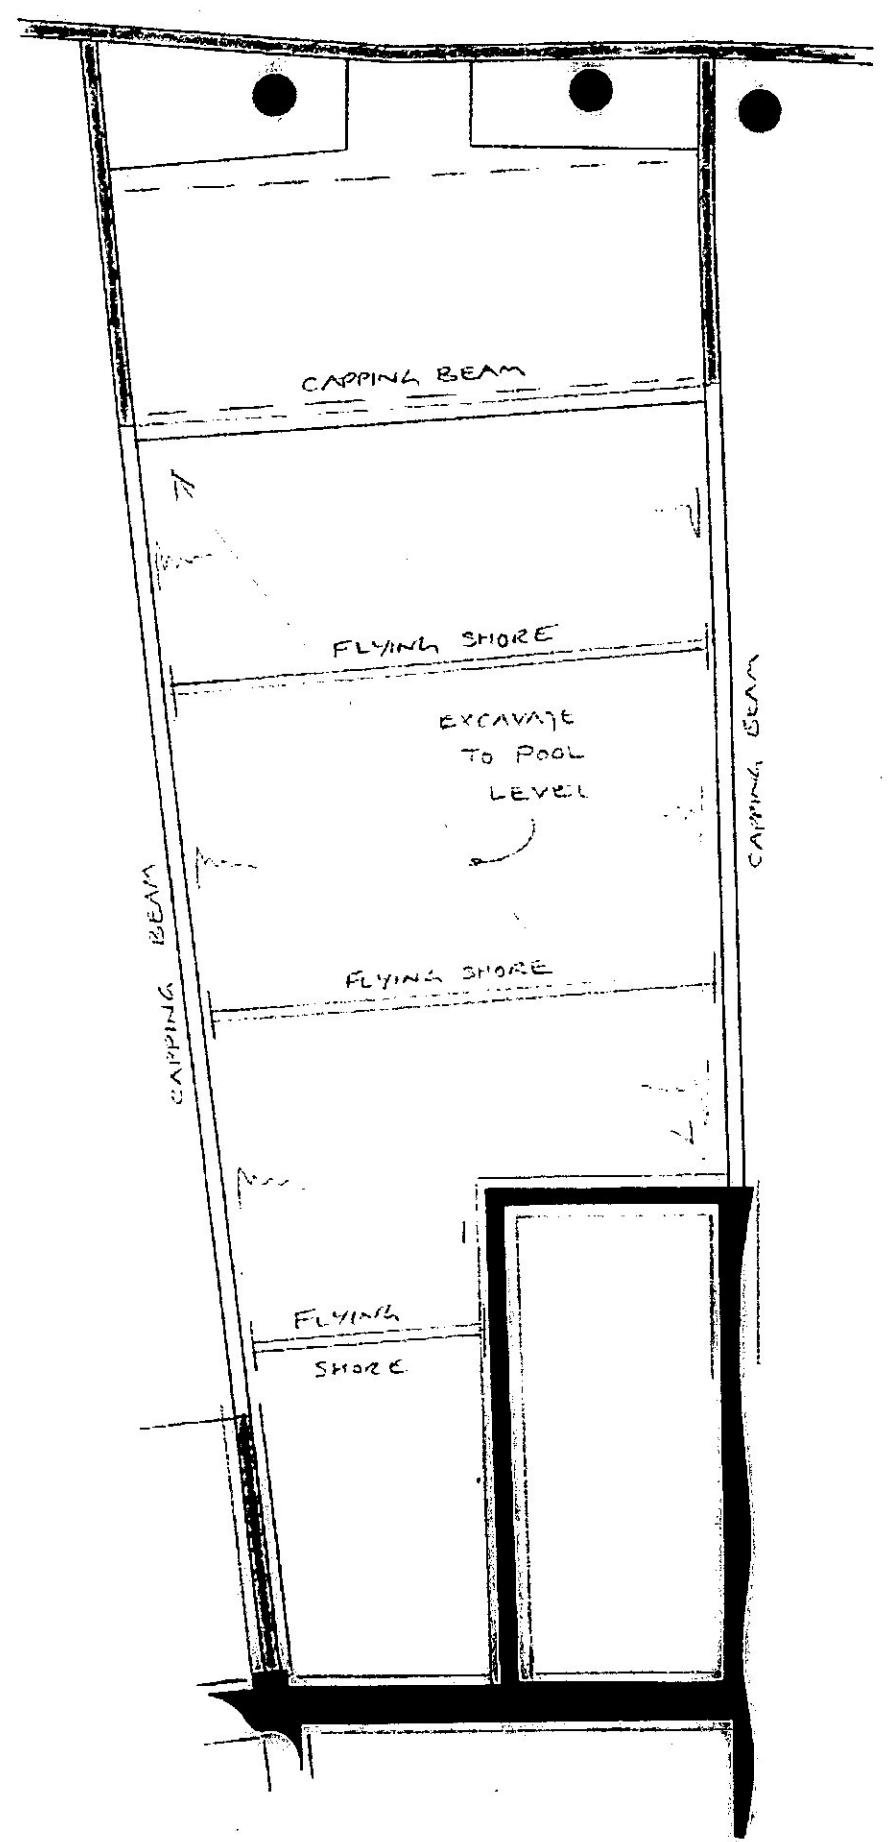 CAPPING BEAM
FLYING SHORE
EXCAVATE
TO POOL
LEVEL
CAPPING BEAM
CAPPING BEAM
FLYING SHORE
FLYING
SHORE